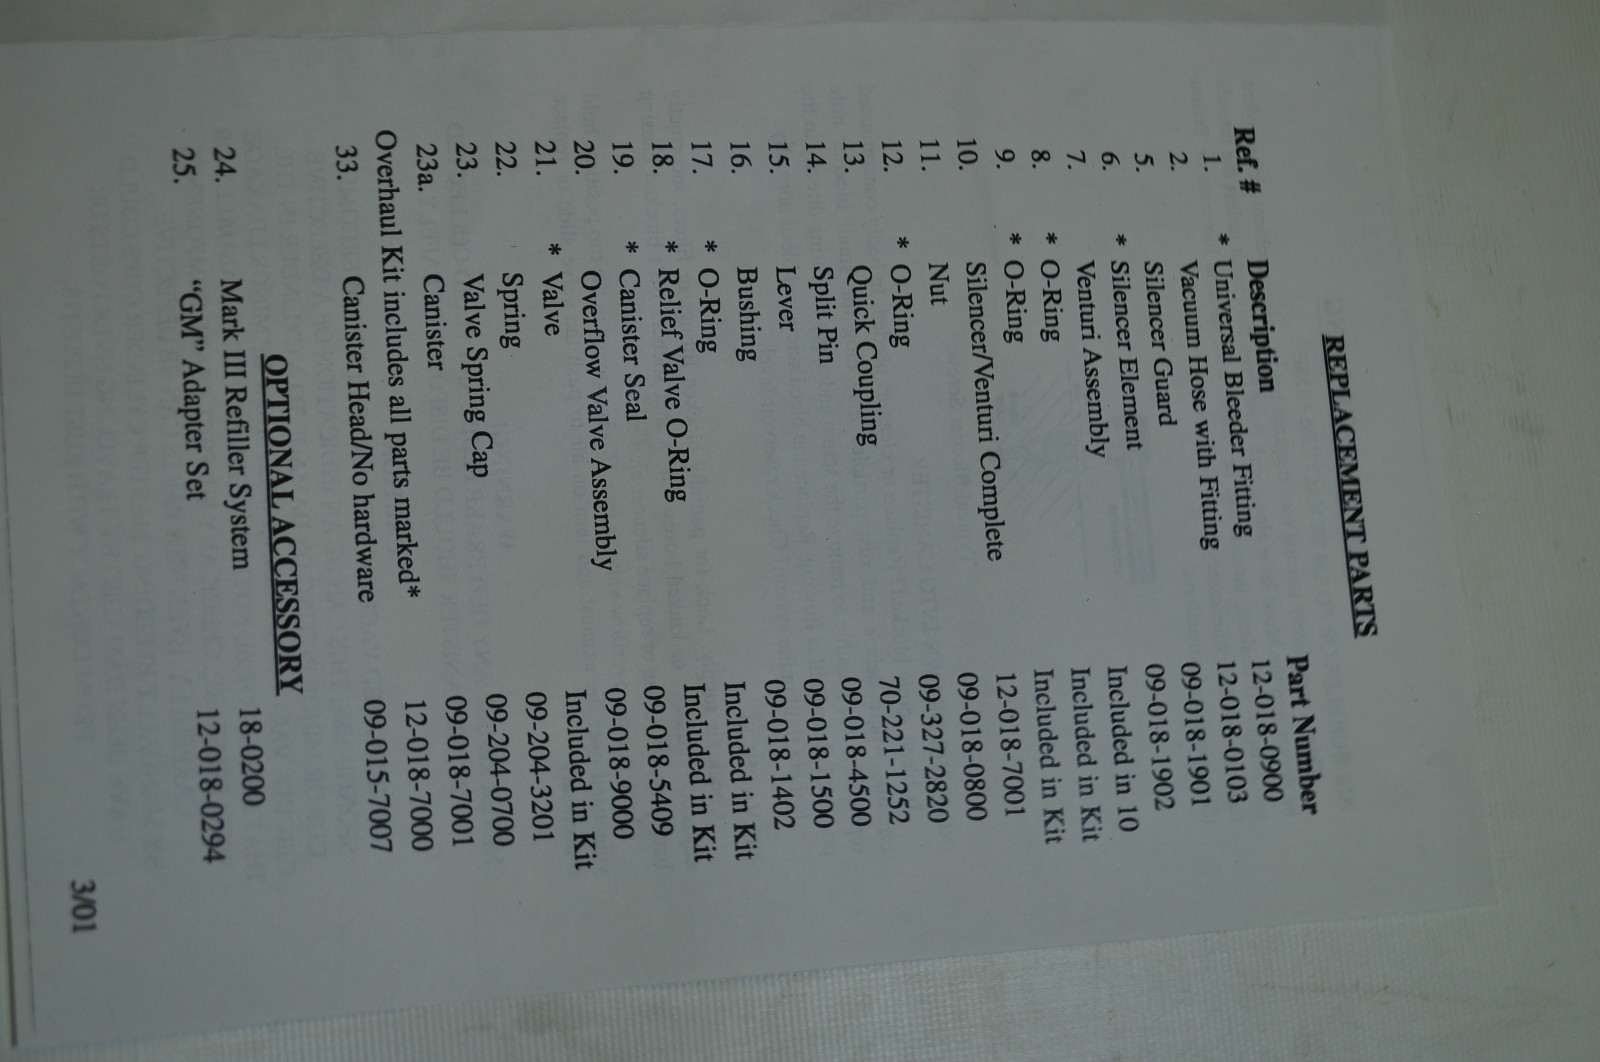 REPLACEMENT PARTS
Ref. # Description Part Number
1. * Universal Bleeder Fitting 12-018-0900
2. Vacuum Hose with Fitting 12-018-0103
5. Silencer Guard 09-018-1901
6. * Silencer Element 09-018-1902
7. Venturi Assembly Included in 10
8. * O-Ring Included in Kit
9. * O-Ring Included in Kit
10. Silencer/Venturi Complete 12-018-7001
11. Nut 09-018-0800
12. * O-Ring 09-327-2820
13. Quick Coupling 70-221-1252
14. Split Pin 09-018-4500
15. Lever 09-018-1500
16. Bushing 09-018-1402
17. * O-Ring Included in Kit
18. * Relief Valve O-Ring Included in Kit
19. * Canister Seal 09-018-5409
20. Overflow Valve Assembly 09-018-9000
21. * Valve Included in Kit
22. Spring 09-204-3201
23. Valve Spring Cap 09-204-0700
23a. Canister 09-018-7001
Overhaul Kit includes all parts marked* 12-018-7000
33. Canister Head/No hardware 09-015-7007
OPTIONAL ACCESSORY
24. Mark III Refiller System 18-0200
25. “GM” Adapter Set 12-018-0294
3/01